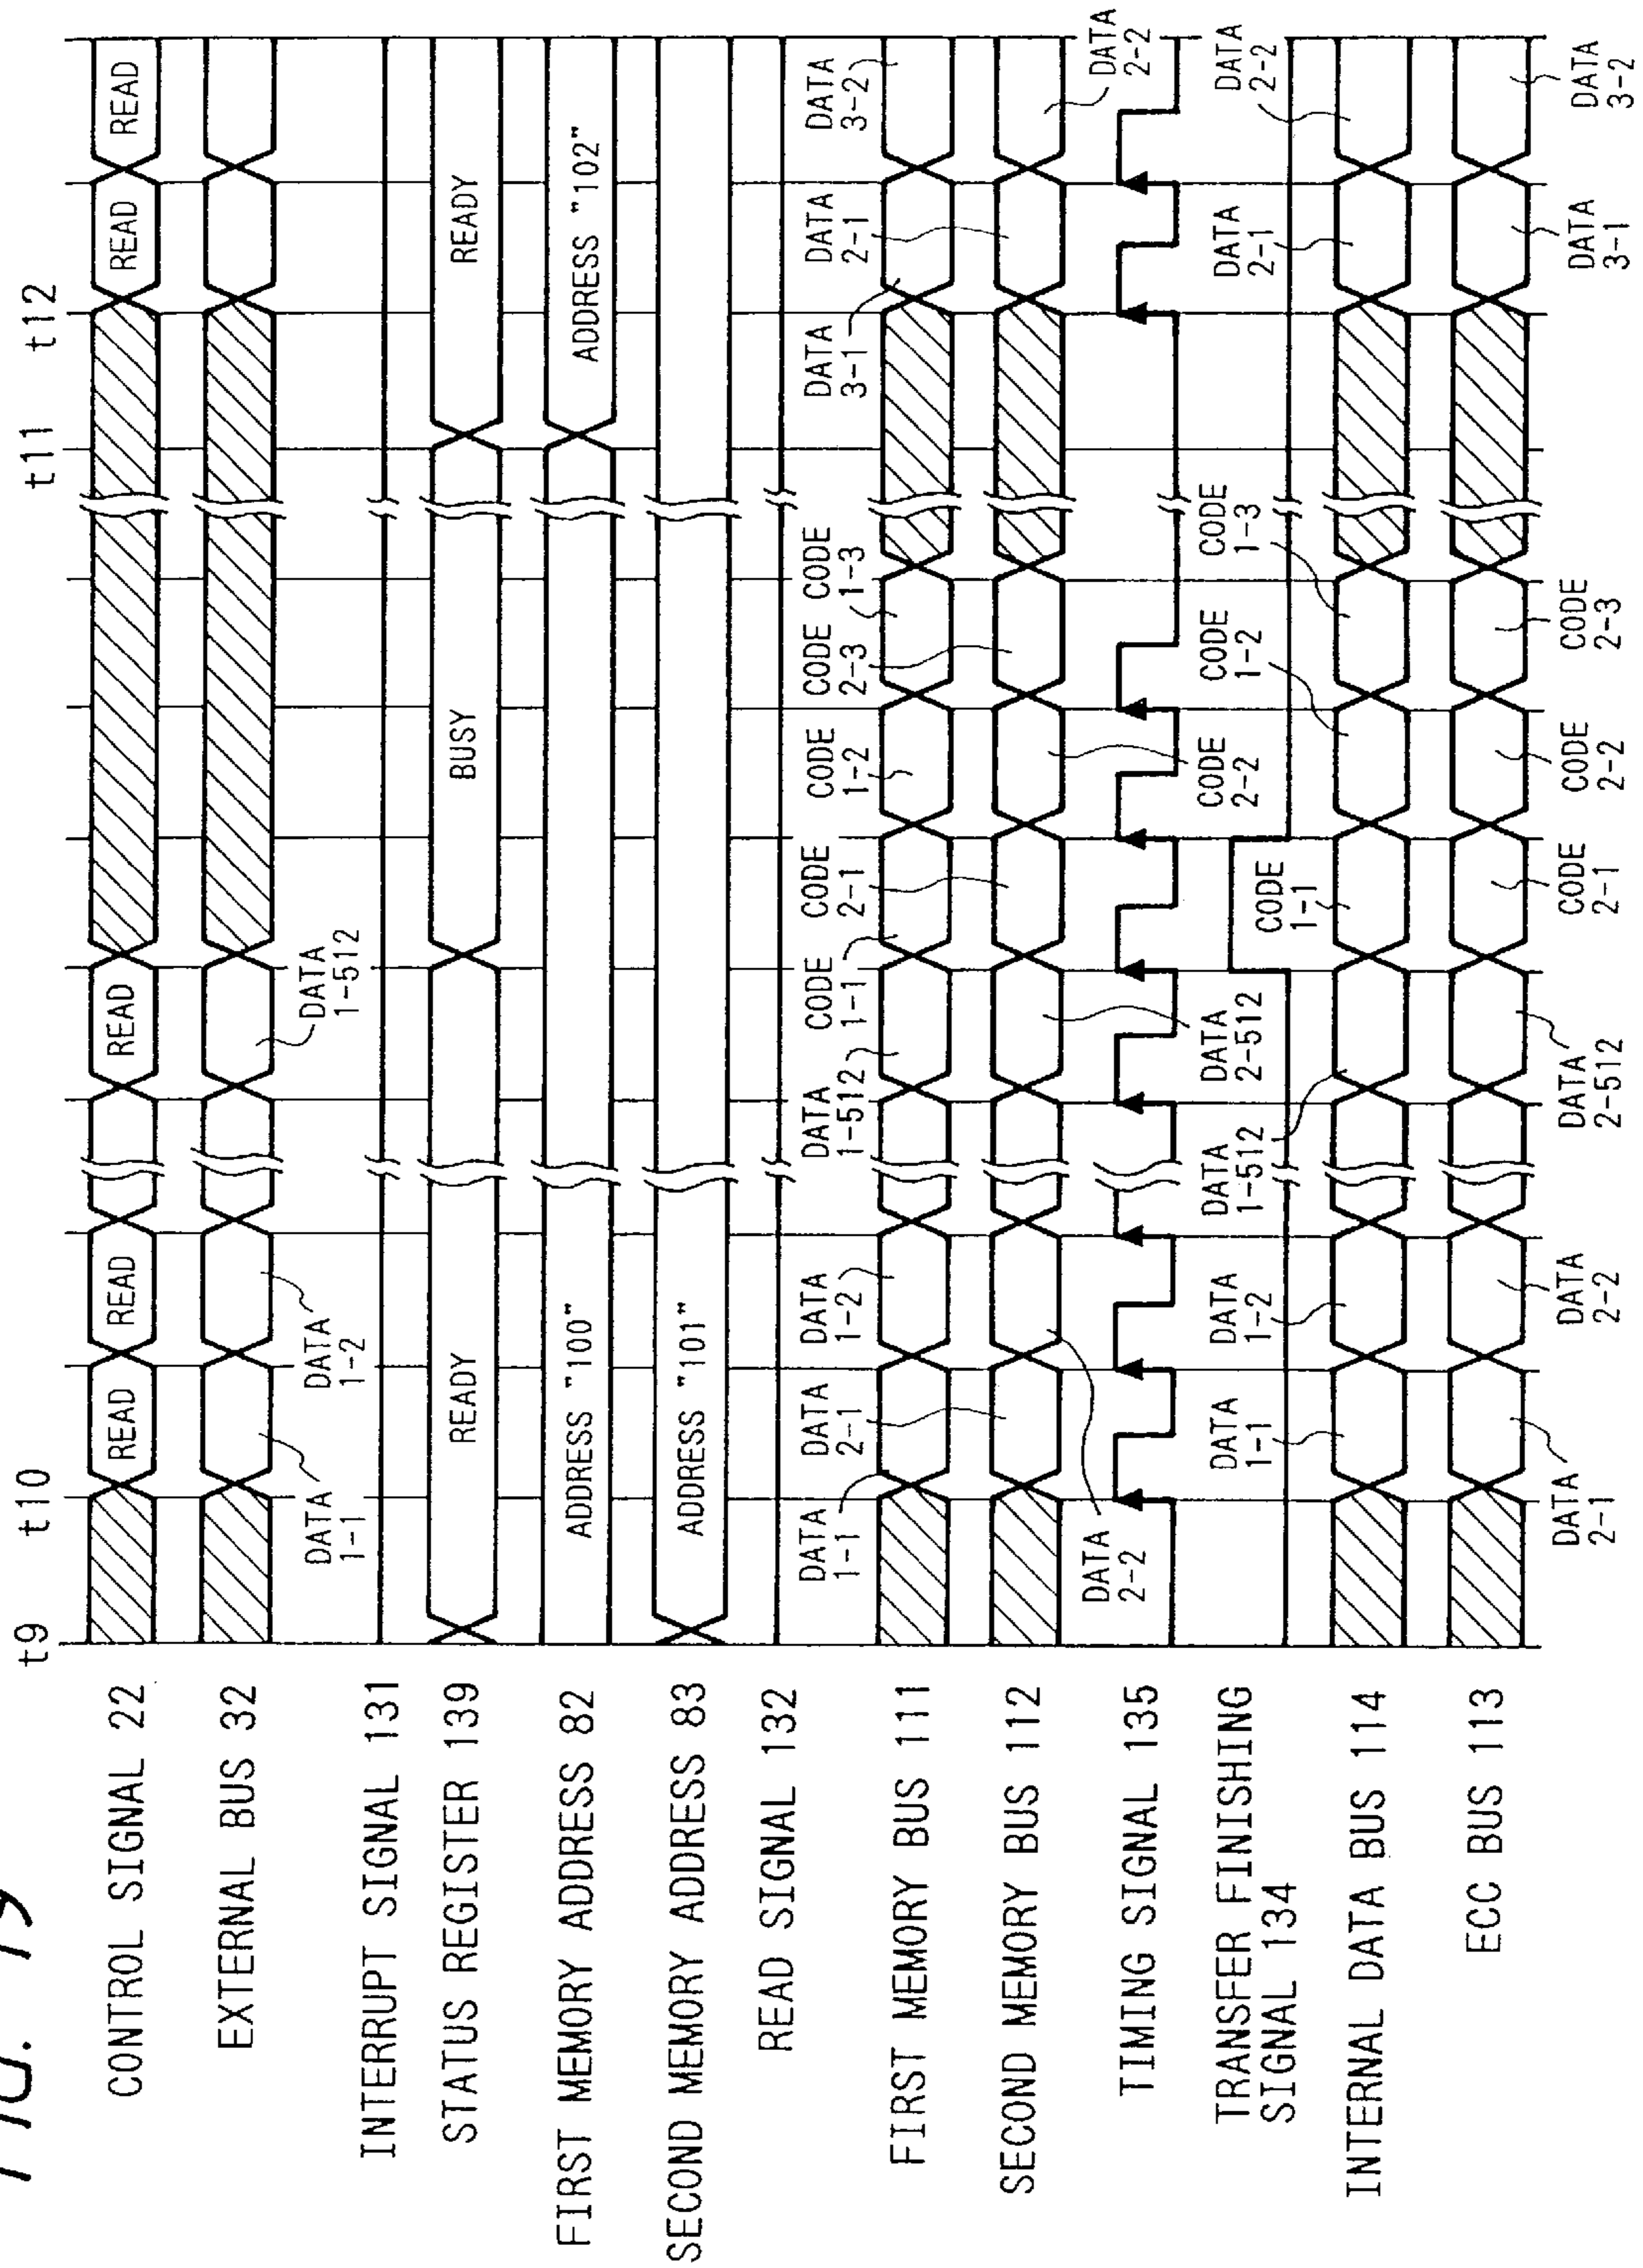 FIG. 19
t9 t10 t11 t12
CONTROL SIGNAL 22
READ READ READ READ READ
EXTERNAL BUS 32
DATA 1-1
DATA 1-2
DATA 1-512
INTERRUPT SIGNAL 131
STATUS REGISTER 139
READY BUSY READY
FIRST MEMORY ADDRESS 82
ADDRESS "100" ADDRESS "102"
SECOND MEMORY ADDRESS 83
ADDRESS "101"
READ SIGNAL 132
DATA 1-1
DATA 2-1
DATA 1-2
DATA 1-512
CODE 1-1
CODE 2-1
CODE 1-2
CODE 2-3
CODE 1-3
DATA 3-1
DATA 2-1
DATA 3-2
FIRST MEMORY BUS 111
SECOND MEMORY BUS 112
DATA 2-2
DATA 2-512
CODE 2-2
DATA 2-2
TIMING SIGNAL 135
TRANSFER FINISHING
SIGNAL 134
DATA 1-1
DATA 1-2
DATA 1-512
CODE 1-1
CODE 1-2
CODE 1-3
DATA 2-1
DATA 2-2
INTERNAL DATA BUS 114
ECC BUS 113
DATA 2-1
DATA 2-2
DATA 2-512
CODE 2-1
CODE 2-2
CODE 2-3
DATA 3-1
DATA 3-2